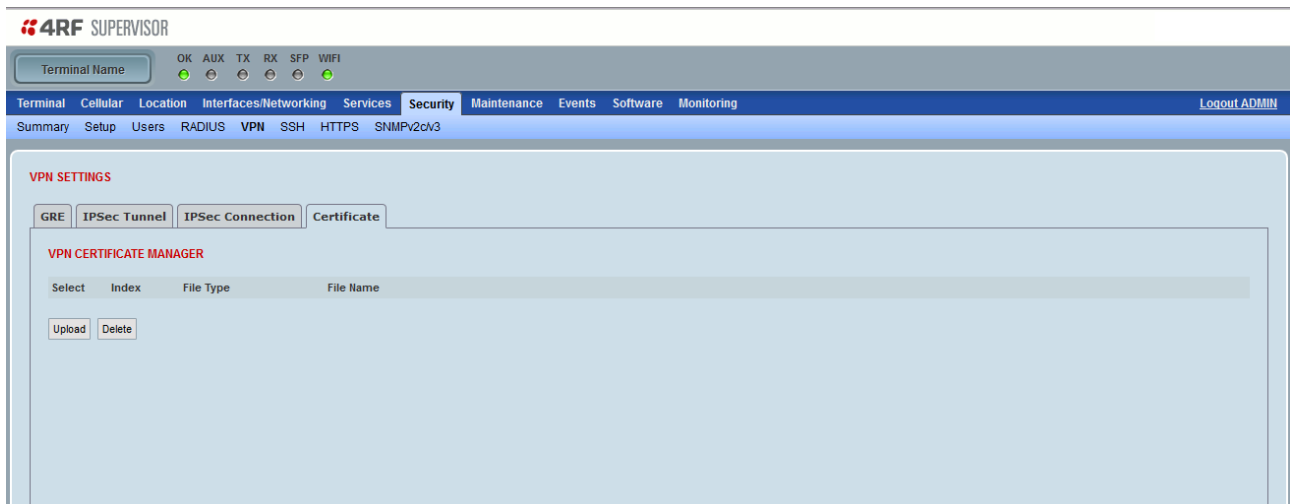 4RF SUPERVISOR
Terminal Name OK AUX TX RX SFP WIFI
Terminal Cellular Location Interfaces/Networking Services Security Maintenance Events Software Monitoring Logout ADMIN
Summary Setup Users RADIUS VPN SSH HTTPS SNMPv2c/v3
VPN SETTINGS
GRE IPSec Tunnel IPSec Connection Certificate
VPN CERTIFICATE MANAGER
Select Index File Type File Name
Upload Delete